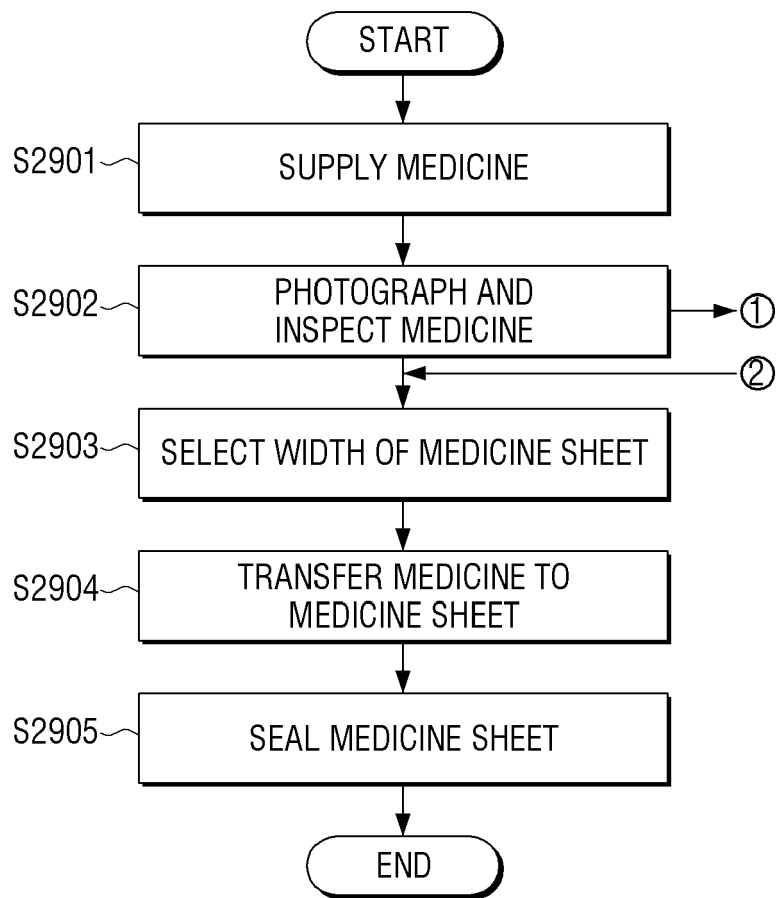 START
S2901
SUPPLY MEDICINE
S2902
PHOTOGRAPH AND
INSPECT MEDICINE
①
②
S2903
SELECT WIDTH OF MEDICINE SHEET
S2904
TRANSFER MEDICINE TO
MEDICINE SHEET
S2905
SEAL MEDICINE SHEET
END